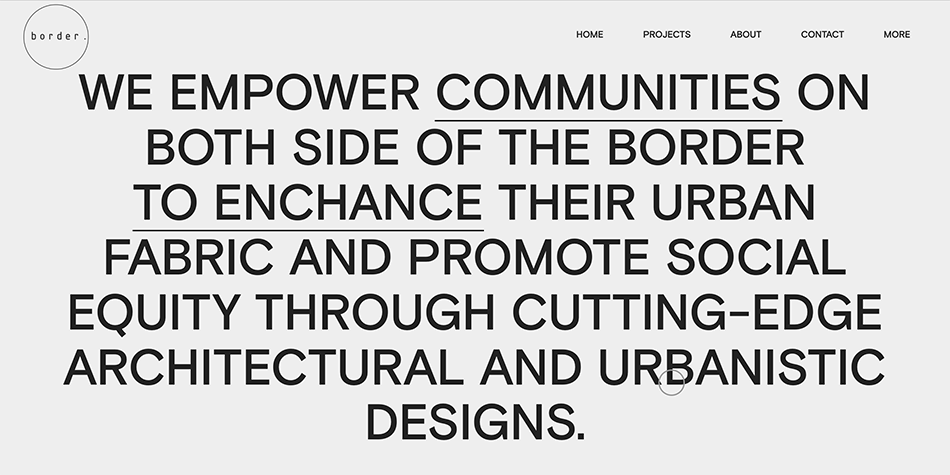 border.
HOME PROJECTS ABOUT CONTACT MORE
WE EMPOWER COMMUNITIES ON
BOTH SIDE OF THE BORDER
TO ENCHANCE THEIR URBAN
FABRIC AND PROMOTE SOCIAL
EQUITY THROUGH CUTTING-EDGE
ARCHITECTURAL AND URBANISTIC
DESIGNS.